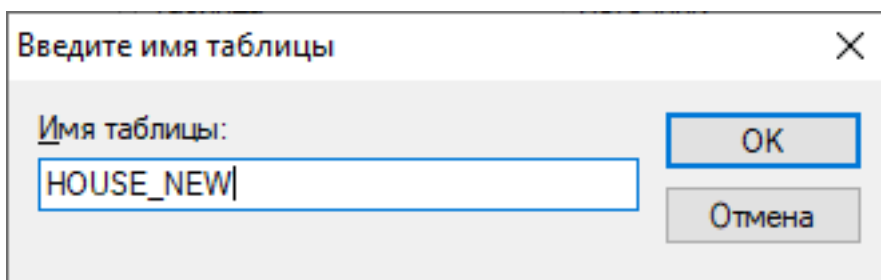 Введите имя таблицы
Имя таблицы:
HOUSE_NEW
OK
Отмена